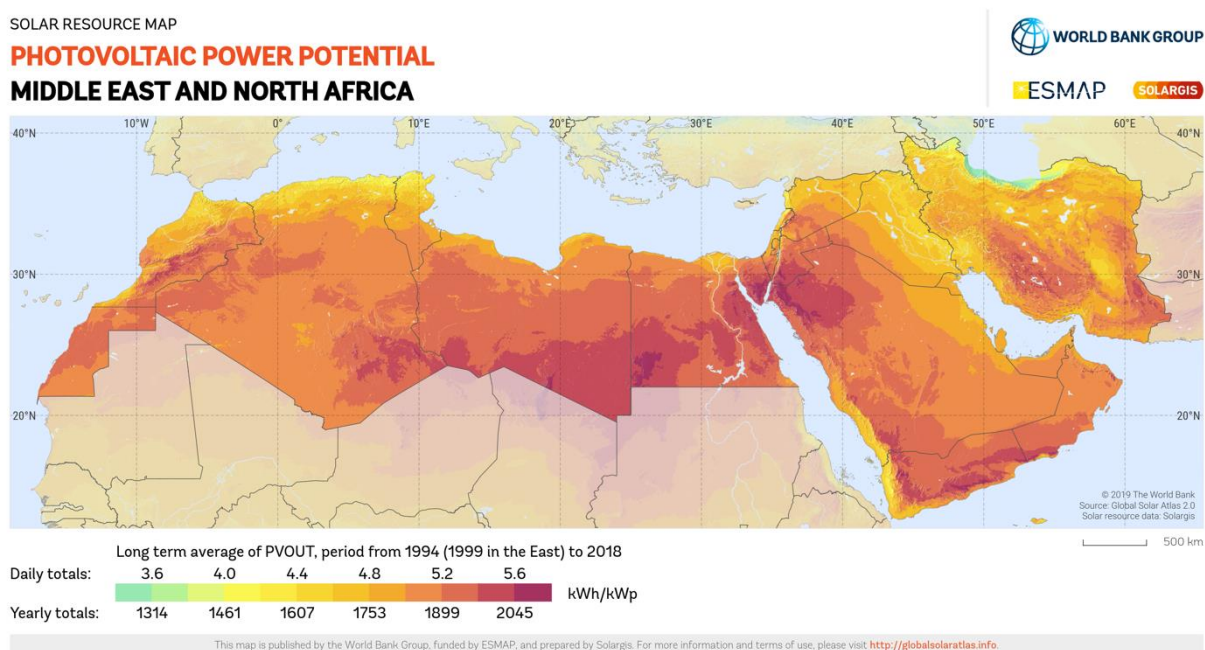 SOLAR RESOURCE MAP
PHOTOVOLTAIC POWER POTENTIAL
MIDDLE EAST AND NORTH AFRICA
WORLD BANK GROUP
ESMAP
SOLARGIS
40°N 10°W 0° 10°E 20°E 30°E 40°E 50°E 60°E 40°N
30°N 30°N
20°N 20°N
© 2019 The World Bank
Source: Global Solar Atlas 2.0
Solar resource data: Solargis
500 km
Long term average of PVOUT, period from 1994 (1999 in the East) to 2018
Daily totals: 3.6 4.0 4.4 4.8 5.2 5.6
kWh/kWp
Yearly totals: 1314 1461 1607 1753 1899 2045
This map is published by the World Bank Group, funded by ESMAP, and prepared by Solargis. For more information and terms of use, please visit http://globalsolaratlas.info.